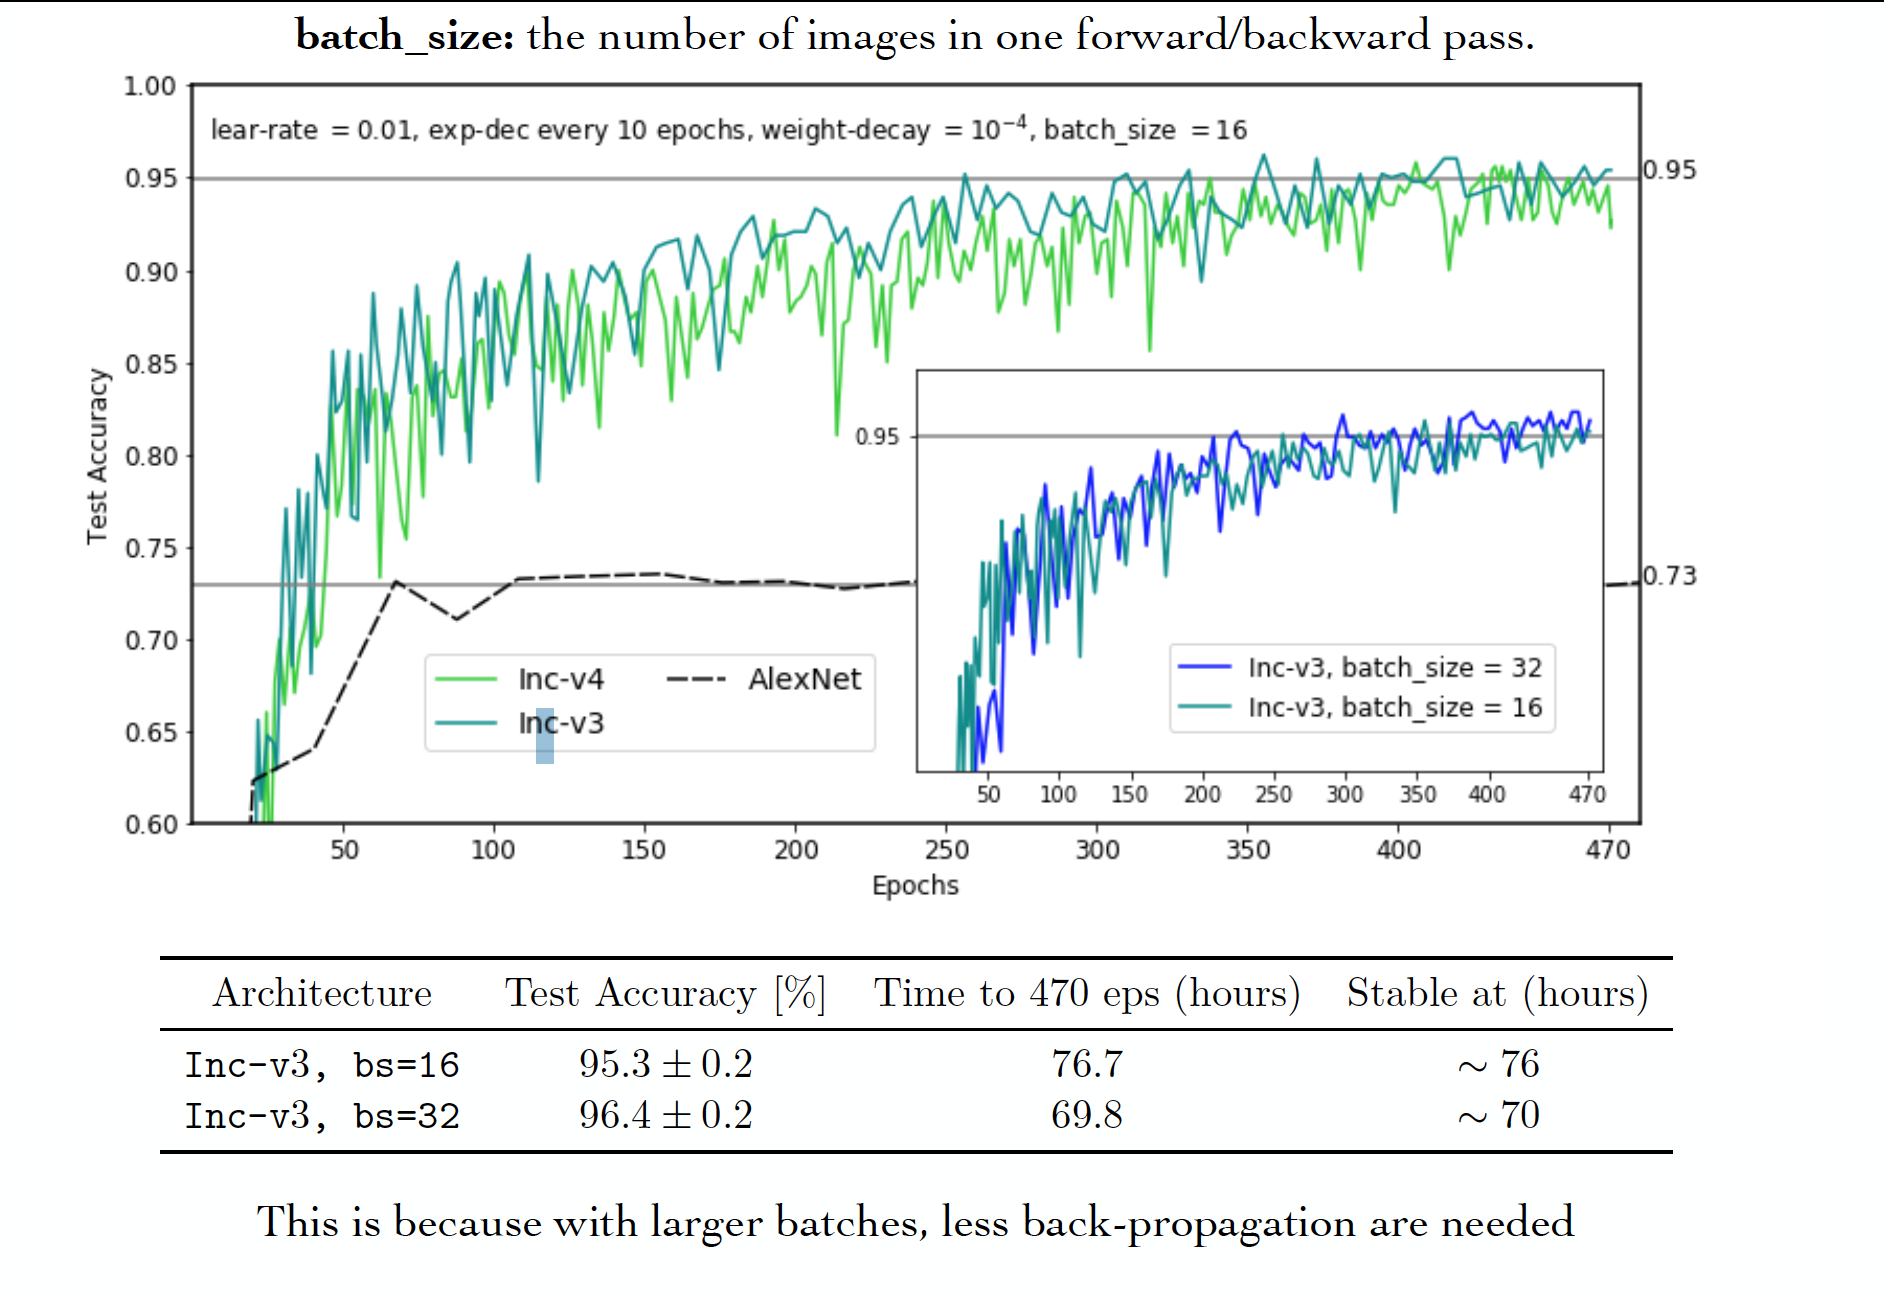 batch_size: the number of images in one forward/backward pass.
1.00
lear-rate = 0.01, exp-dec every 10 epochs, weight-decay = 10⁻⁴, batch_size = 16
0.95
0.95
0.90
0.85
0.80
0.75
0.70
0.65
0.60
Test Accuracy
0.73
Inc-v4
Inc-v3
AlexNet
0.95
Inc-v3, batch_size = 32
Inc-v3, batch_size = 16
50 100 150 200 250 300 350 400 470
50 100 150 200 250 300 350 400 470
Epochs
Architecture Test Accuracy [%] Time to 470 eps (hours) Stable at (hours)
Inc-v3, bs=16 95.3 ± 0.2 76.7 ∼ 76
Inc-v3, bs=32 96.4 ± 0.2 69.8 ∼ 70
This is because with larger batches, less back-propagation are needed